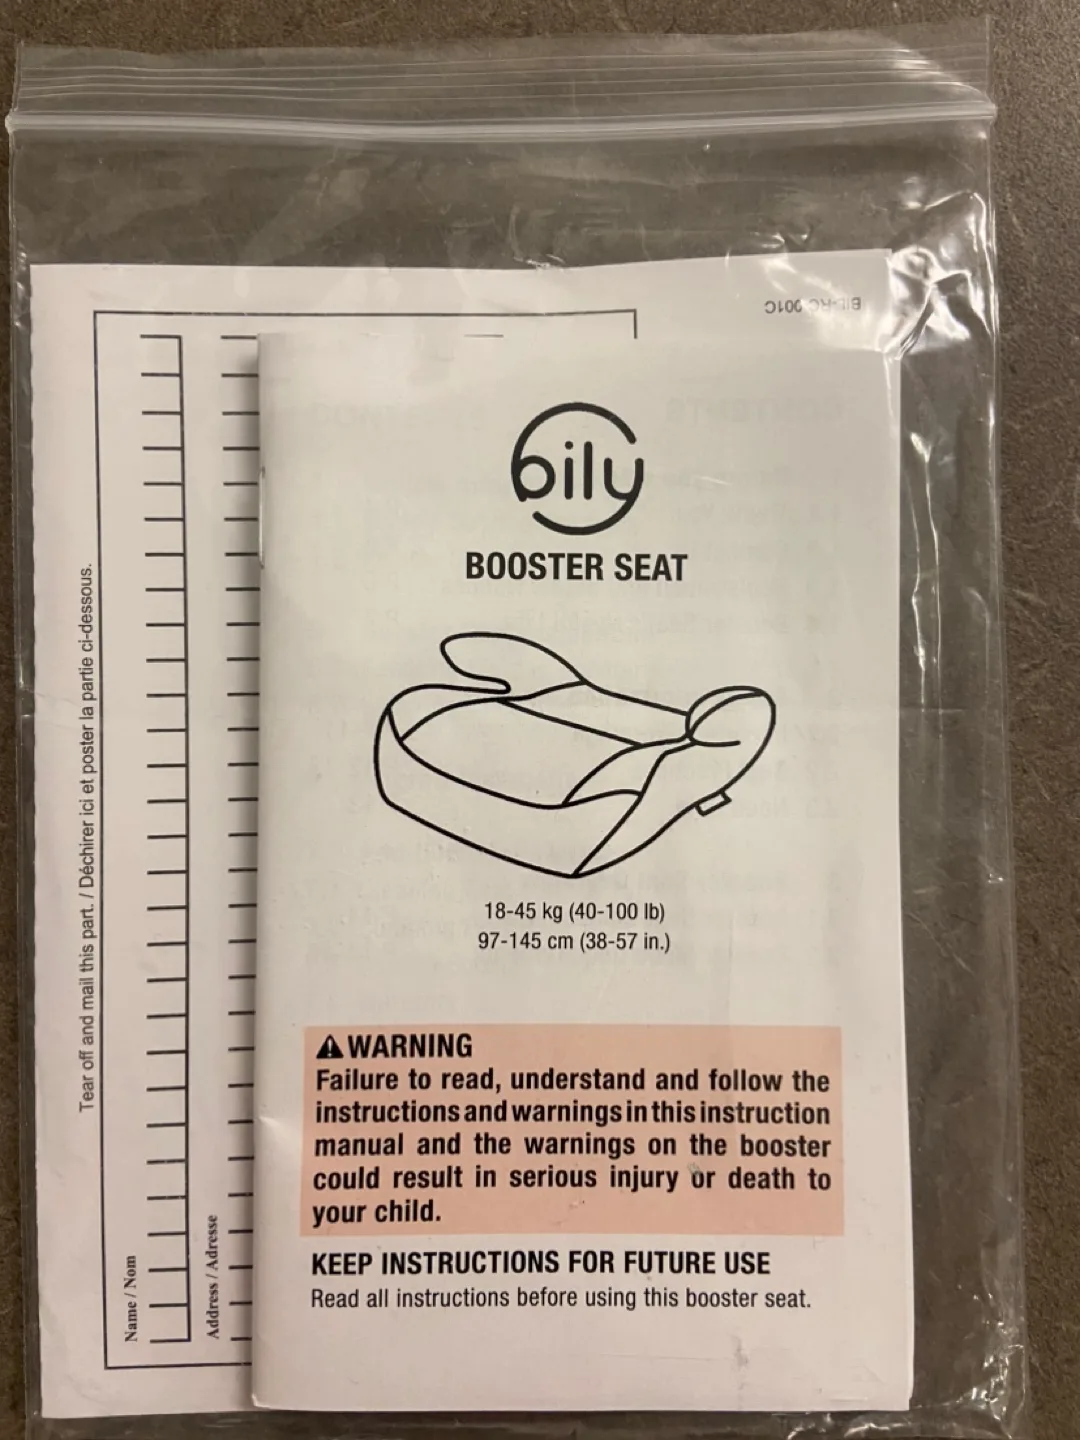 BIL-RC-001C
bily
BOOSTER SEAT
18-45 kg (40-100 lb)
97-145 cm (38-57 in.)
WARNING
Failure to read, understand and follow the
instructions and warnings in this instruction
manual and the warnings on the booster
could result in serious injury or death to
your child.
KEEP INSTRUCTIONS FOR FUTURE USE
Read all instructions before using this booster seat.
Tear off and mail this part. / Déchirer ici et poster la partie ci-dessous.
Name / Nom
Address / Adresse